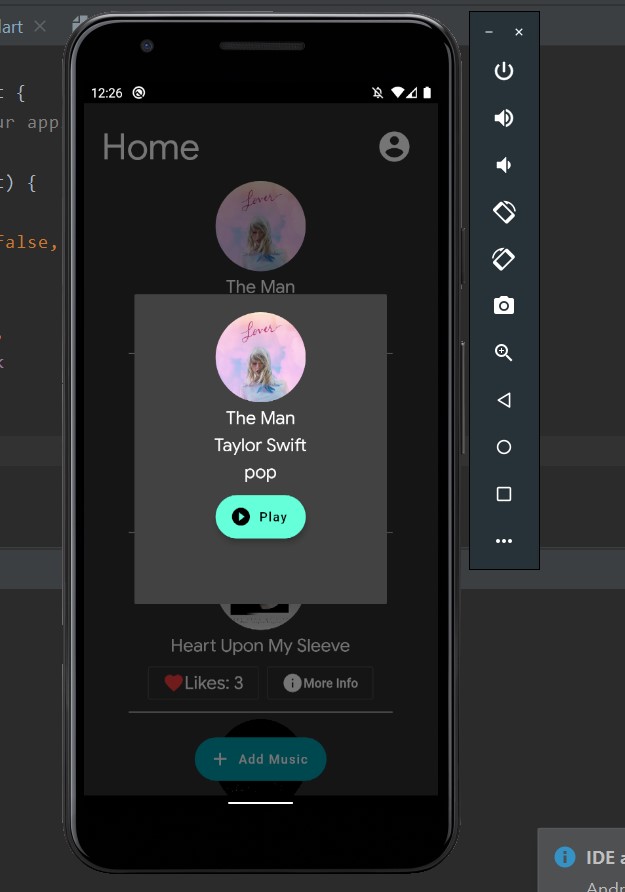 lart
t {
ur app
t) {
false,
k
12:26
Home
Lover
The Man
Lover
The Man
Taylor Swift
pop
Play
Heart Upon My Sleeve
Likes: 3
More Info
+ Add Music
IDE a
Andr